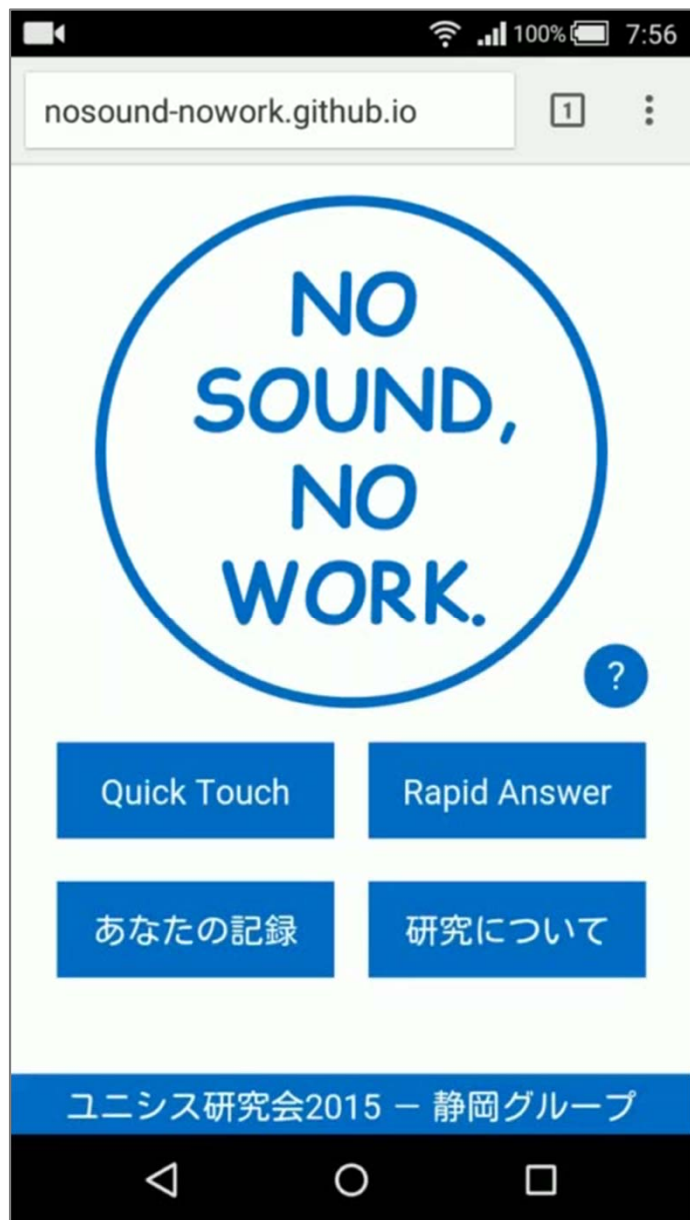 100% 7:56
nosound-nowork.github.io 1
NO
SOUND,
NO
WORK.
?
Quick Touch Rapid Answer
あなたの記録 研究について
ユニシス研究会2015 － 静岡グループ